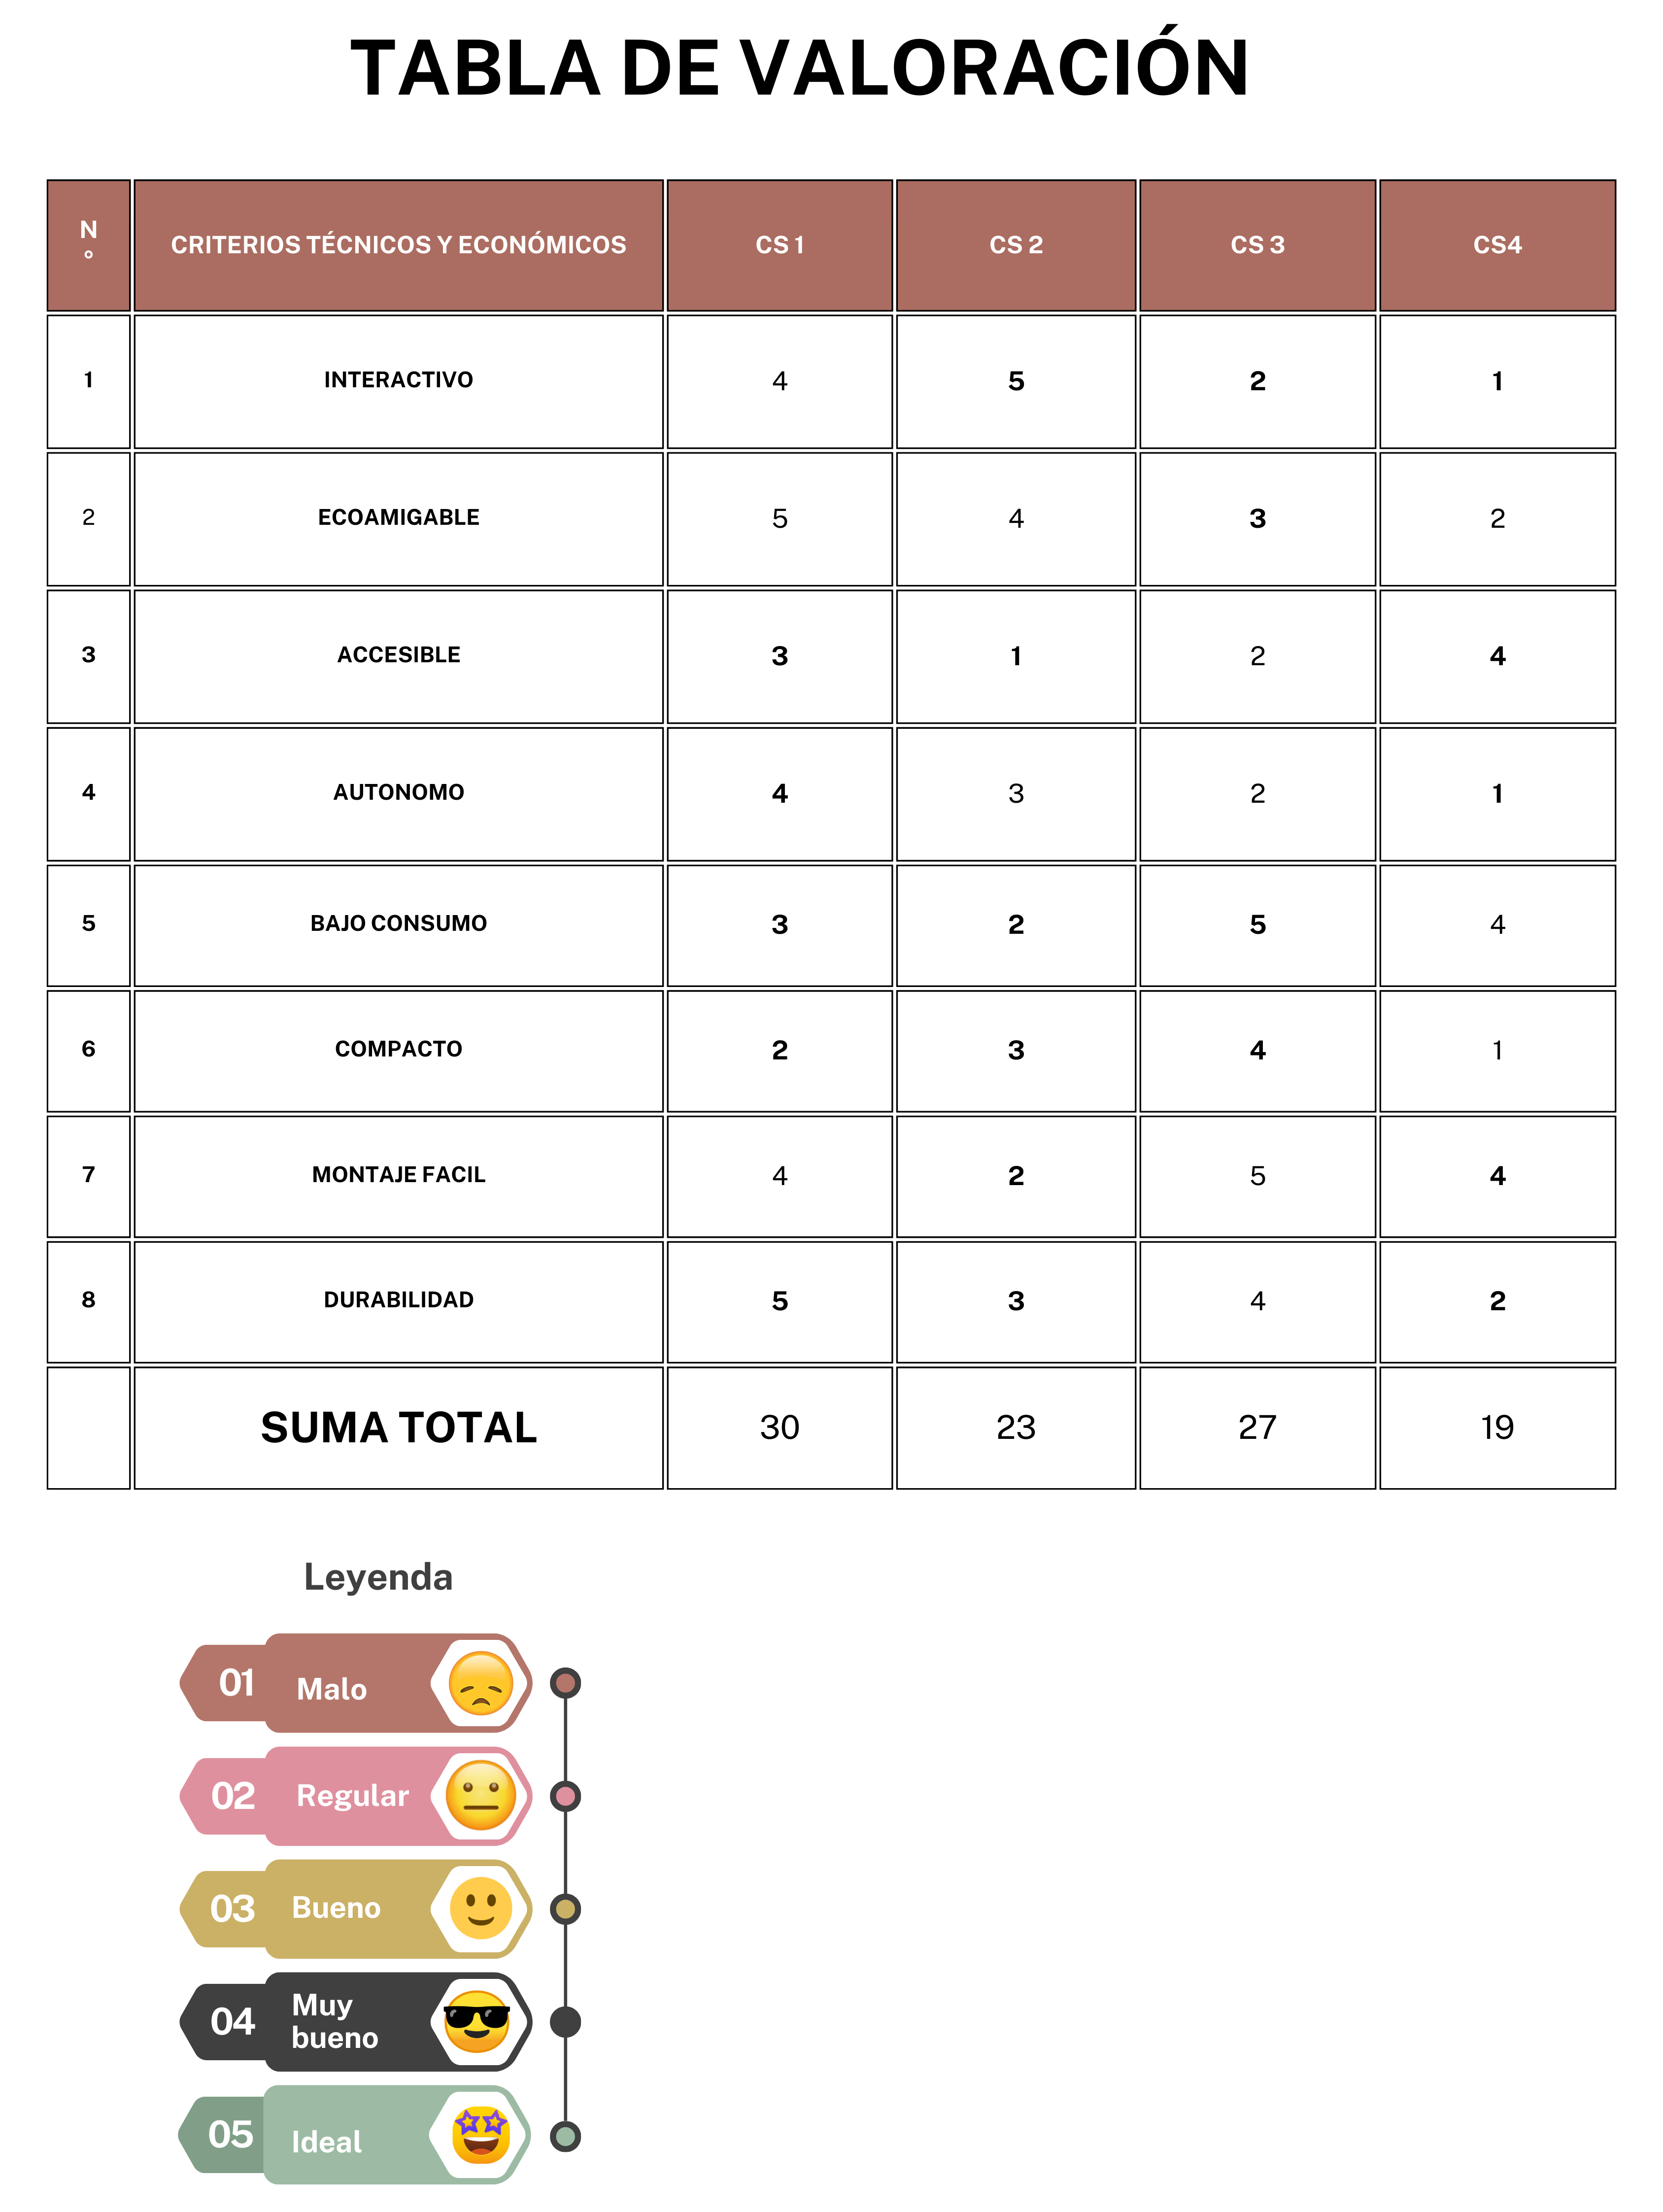 TABLA DE VALORACIÓN
N° CRITERIOS TÉCNICOS Y ECONÓMICOS CS 1 CS 2 CS 3 CS4
1 INTERACTIVO 4 5 2 1
2 ECOAMIGABLE 5 4 3 2
3 ACCESIBLE 3 1 2 4
4 AUTONOMO 4 3 2 1
5 BAJO CONSUMO 3 2 5 4
6 COMPACTO 2 3 4 1
7 MONTAJE FACIL 4 2 5 4
8 DURABILIDAD 5 3 4 2
SUMA TOTAL 30 23 27 19
Leyenda
01 Malo
02 Regular
03 Bueno
04 Muy bueno
05 Ideal